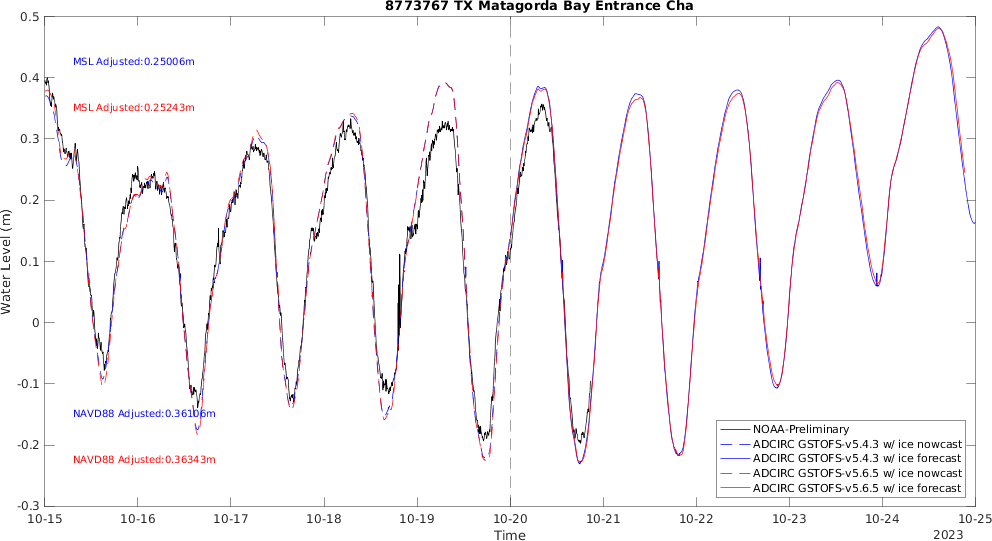 8773767 TX Matagorda Bay Entrance Cha
0.5
0.4
0.3
0.2
0.1
0
-0.1
-0.2
-0.3
Water Level (m)
MSL Adjusted:0.25006m
MSL Adjusted:0.25243m
NAVD88 Adjusted:0.36106m
NAVD88 Adjusted:0.36343m
NOAA-Preliminary
ADCIRC GSTOFS-v5.4.3 w/ ice nowcast
ADCIRC GSTOFS-v5.4.3 w/ ice forecast
ADCIRC GSTOFS-v5.6.5 w/ ice nowcast
ADCIRC GSTOFS-v5.6.5 w/ ice forecast
10-15 10-16 10-17 10-18 10-19 10-20 10-21 10-22 10-23 10-24 10-25
Time
2023